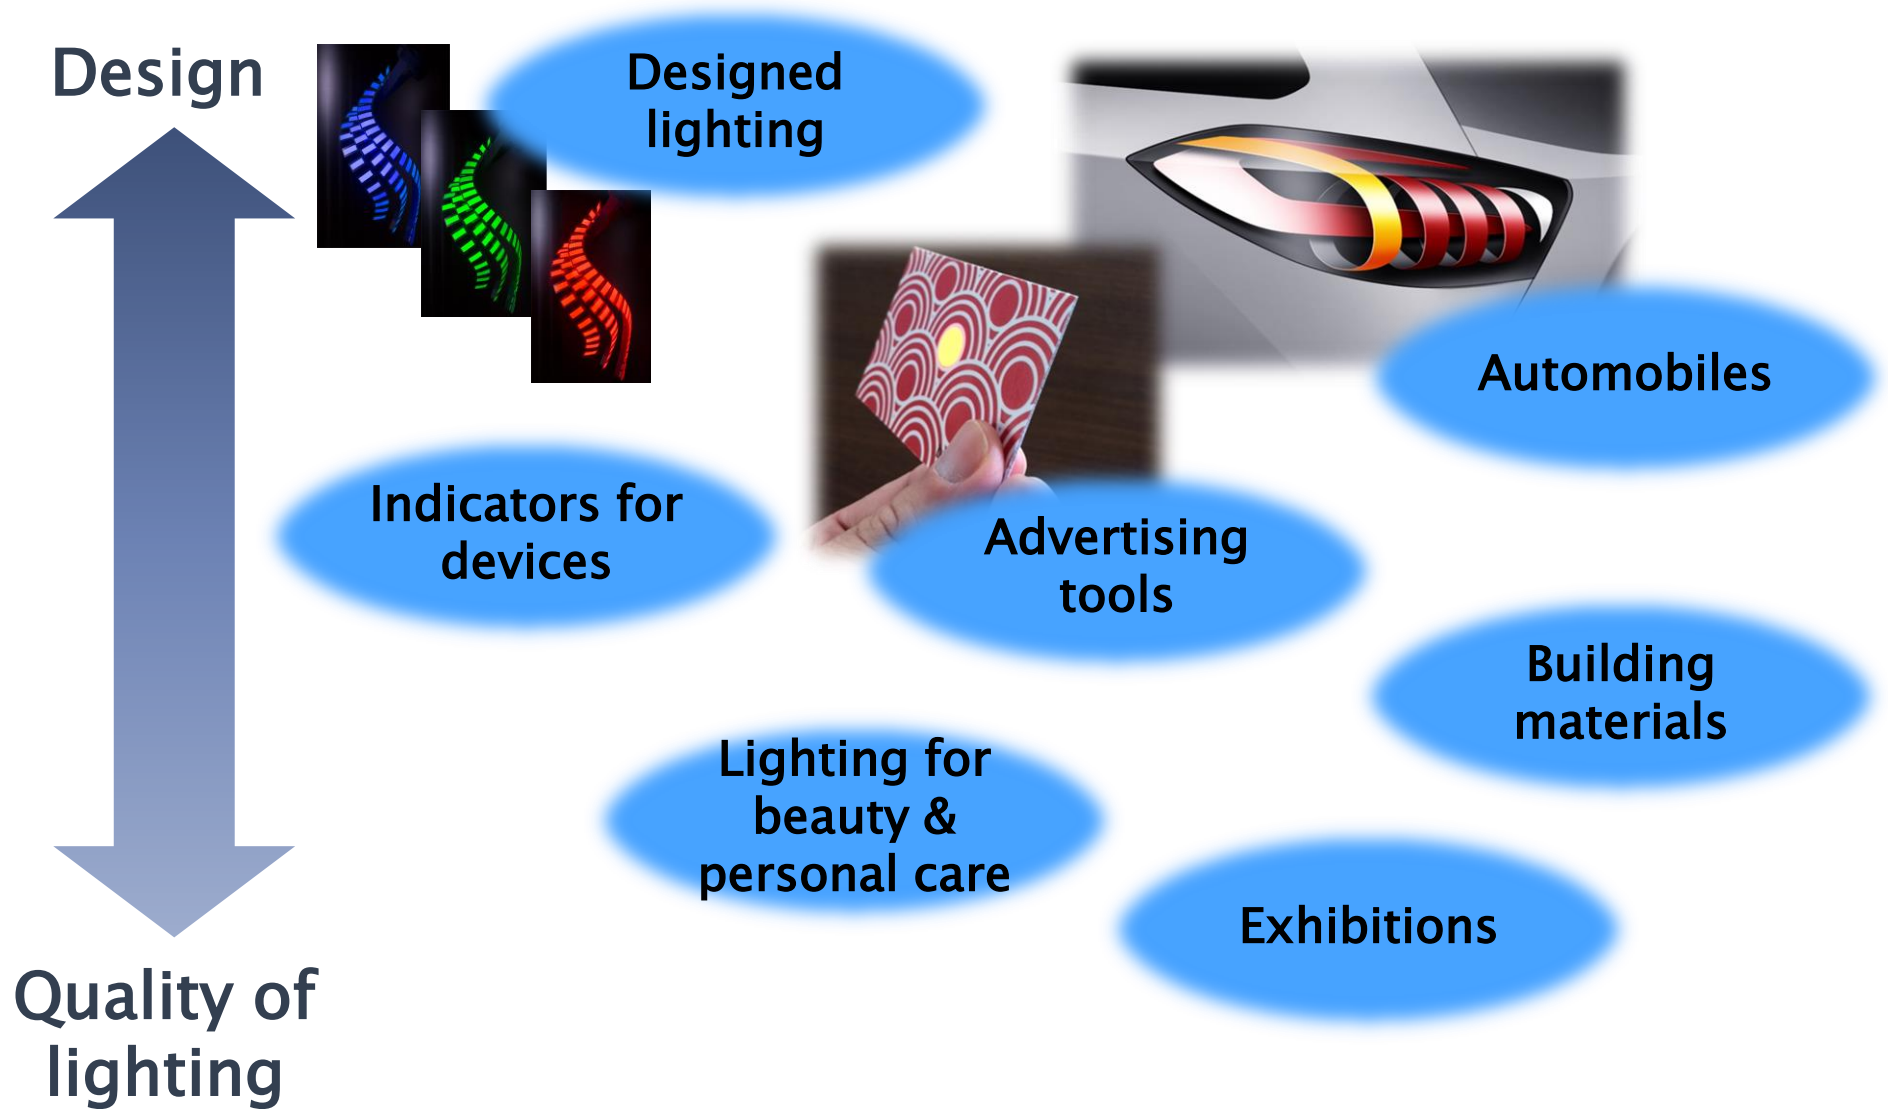 Design
Designed
lighting
Automobiles
Indicators for
devices
Advertising
tools
Building
materials
Lighting for
beauty &
personal care
Exhibitions
Quality of
lighting